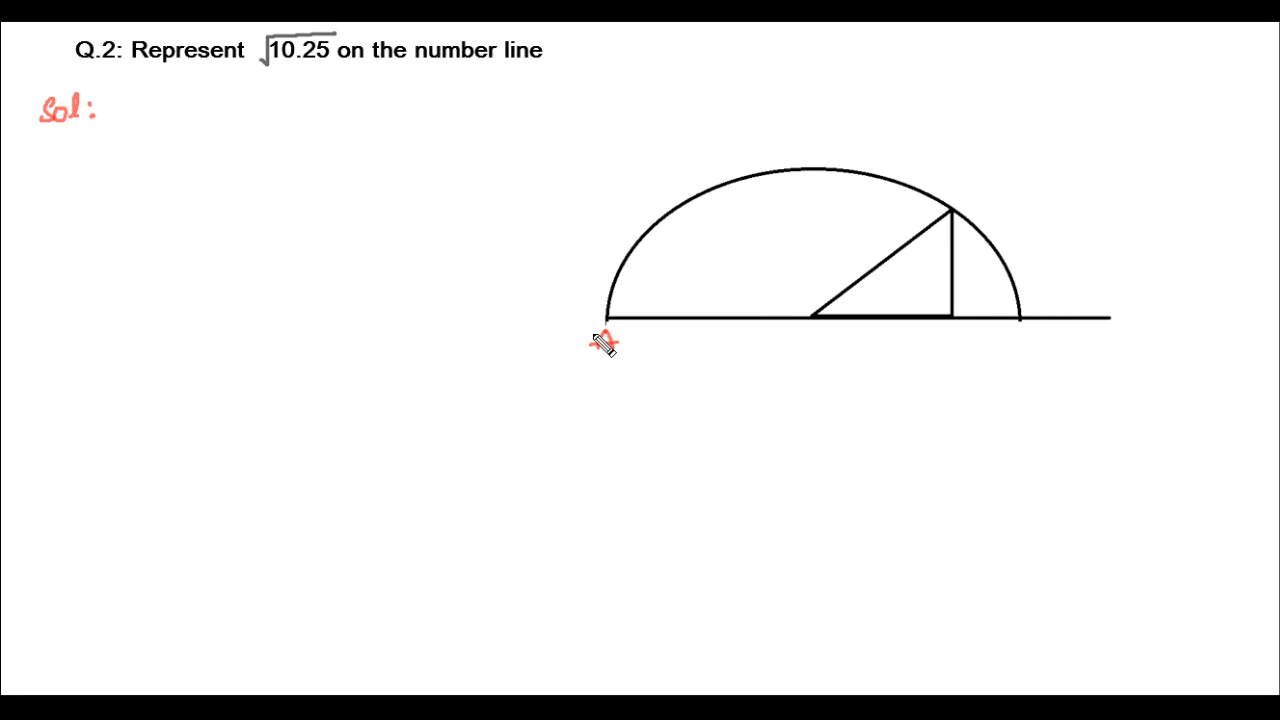 Q.2: Represent √10.25 on the number line
Sol:
A